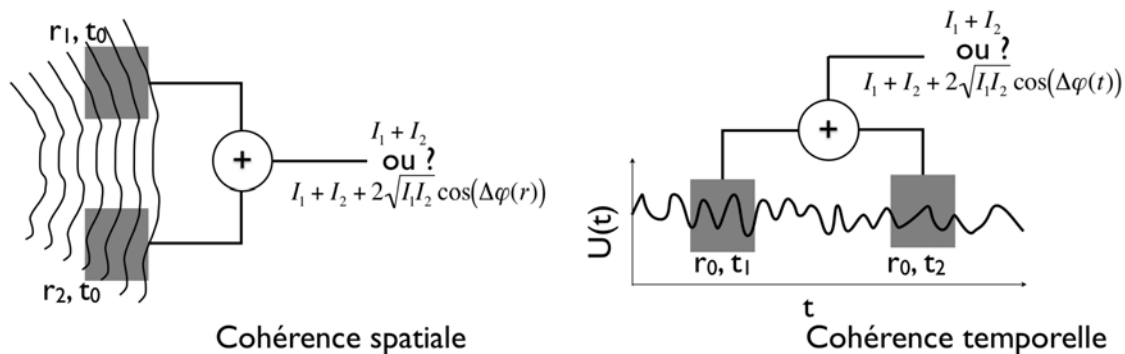 r₁, t₀
+
I₁ + I₂
ou ?
I₁ + I₂ + 2√I₁I₂ cos(Δφ(r))
r₂, t₀
Cohérence spatiale
I₁ + I₂
ou ?
I₁ + I₂ + 2√I₁I₂ cos(Δφ(t))
+
U(t)
r₀, t₁
r₀, t₂
t
Cohérence temporelle